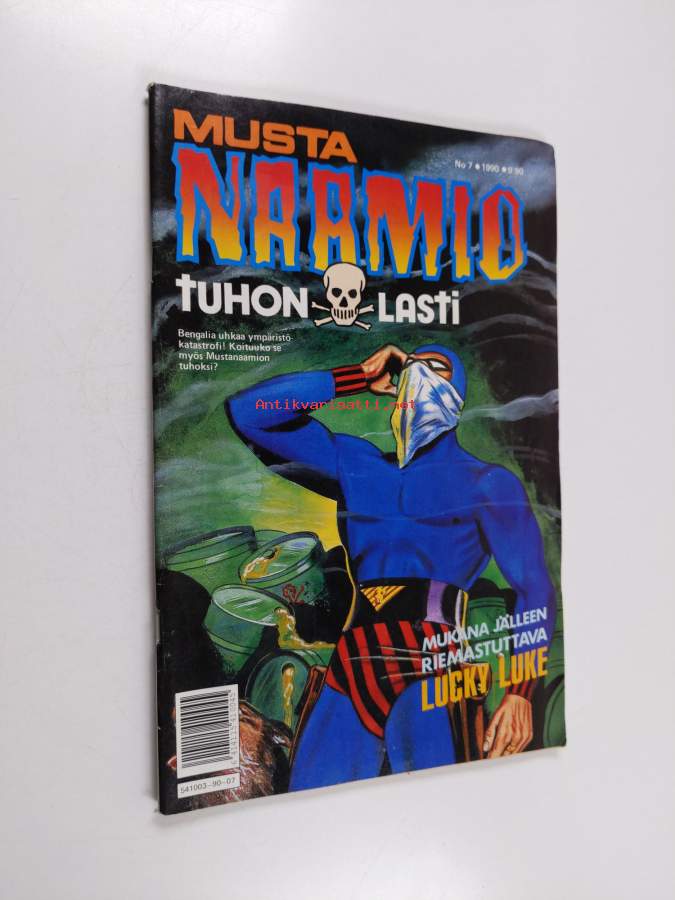 MUSTA
NAAMIO
No 7 ● 1990 ● 9.90
TUHON LASTI
Bengalia uhkaa ympäristö-
katastrofi! Koituuko se
myös Mustanaamion
tuhoksi?
Antikvariaatti.net
MUKANA JÄLLEEN
RIEMASTUTTAVA
LUCKY LUKE
541003-90-07